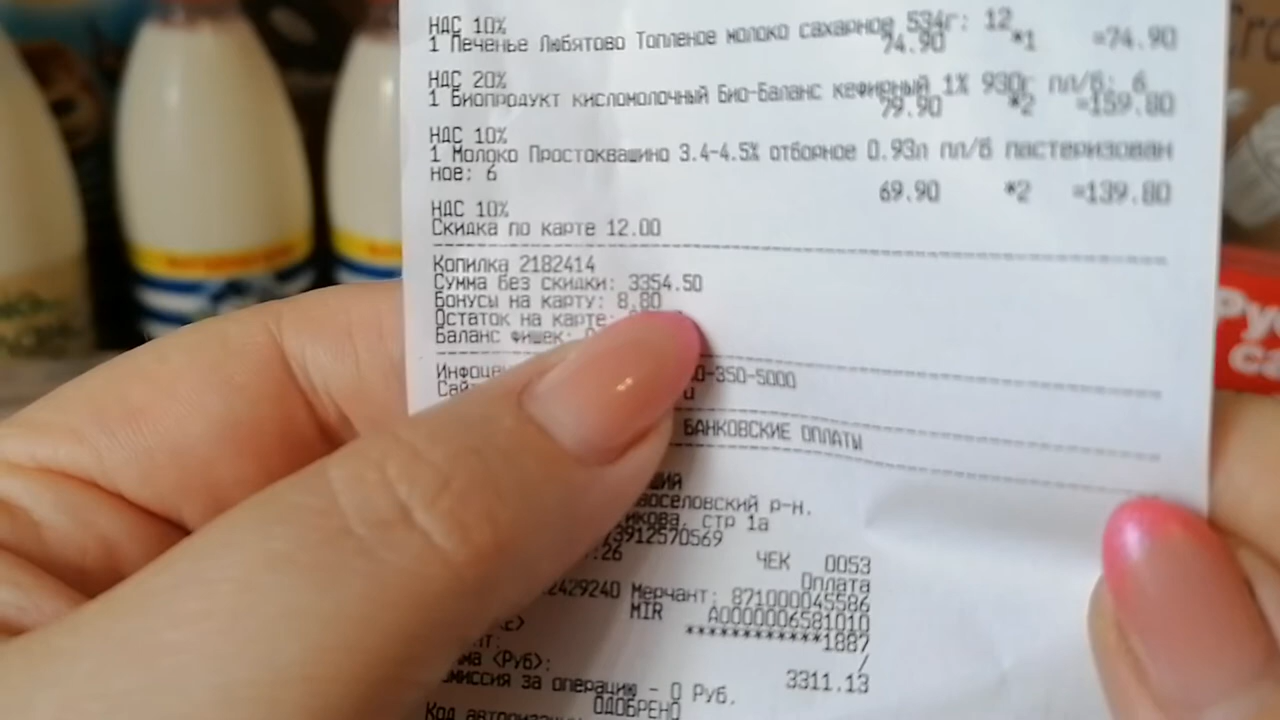 НДС 10%
1 Печенье Любятово Топленое молоко сахарное 534г: 12
74.90 *1 =74.90
НДС 20%
1 Биопродукт кисломолочный Био-Баланс кефирный 1% 930г пл/б: 6
79.90 *2 =159.80
НДС 10%
1 Молоко Простоквашино 3.4-4.5% отборное 0.93л пл/б пастеризован
ное: 6
69.90 *2 =139.80
НДС 10%
Скидка по карте 12.00
Копилка 2182414
Сумма без скидки: 3354.50
Бонусы на карту: 8.80
Остаток на карте:
Баланс фишек:
0-350-5000
БАНКОВСКИЕ ОПЛАТЫ
р-н.
стр 1а
3912570569
:26 ЧЕК 0053
Оплата
2429240 Мерчант: 871000045586
MIR A0000006581010
************1887
/
<Руб>: 3311.13
за операцию - 0 Руб.
ОДОБРЕНО
Код